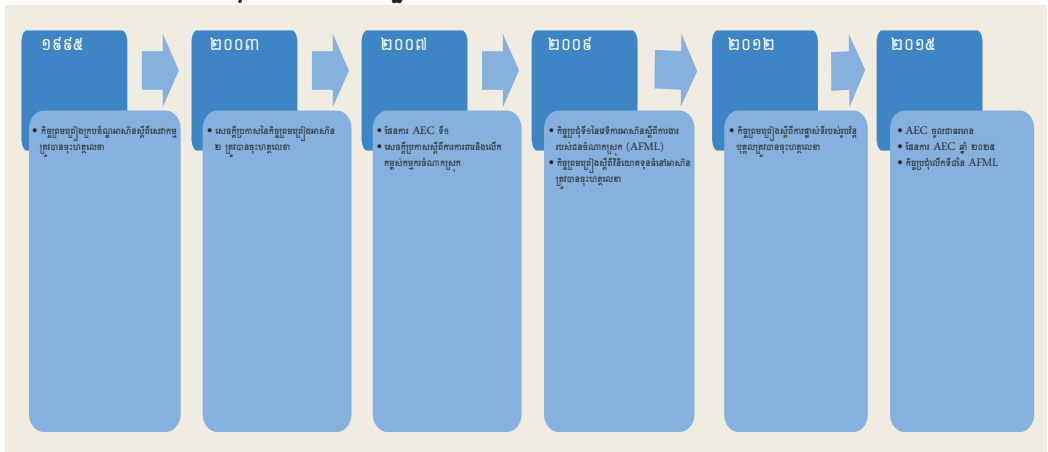 ១៩៩៥
• កិច្ចព្រមព្រៀងក្របខ័ណ្ឌអាស៊ានស្តីពីសេវាកម្ម
ត្រូវបានចុះហត្ថលេខា
២០០៣
• សេចក្តីប្រកាសនៃកិច្ចព្រមព្រៀងអាស៊ាន
២ ត្រូវបានចុះហត្ថលេខា
២០០៧
• ផែនការ AEC ទី១
• សេចក្តីប្រកាសស្តីពីការការពារនិងលើក
កម្ពស់កម្មករចំណាកស្រុក
២០០៩
• កិច្ចប្រជុំទី១នៃវេទិការអាស៊ានស្តីពីការងារ
របស់ជនចំណាកស្រុក (AFML)
• កិច្ចព្រមព្រៀងស្តីពីវិនិយោគទុនធំនៅអាស៊ាន
ត្រូវបានចុះហត្ថលេខា
២០១២
• កិច្ចព្រមព្រៀងស្តីពីការផ្លាស់ទីរបស់រូបវ័ន្ត
បុគ្គលត្រូវបានចុះហត្ថលេខា
២០១៥
• AEC ចូលជាធរមាន
• ផែនការ AEC ឆ្នាំ ២០២៥
• កិច្ចប្រជុំលើកទី៨នៃ AFML